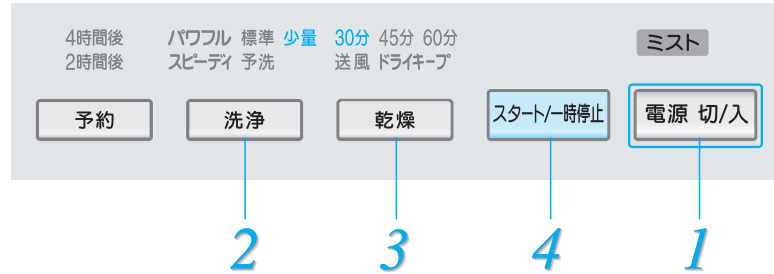 4時間後 パワフル 標準 少量 30分 45分 60分
2時間後 スピーディ 予洗 送風 ドライキープ
ミスト
予約 洗浄 乾燥 スタート/一時停止 電源 切/入
2 3 4 1